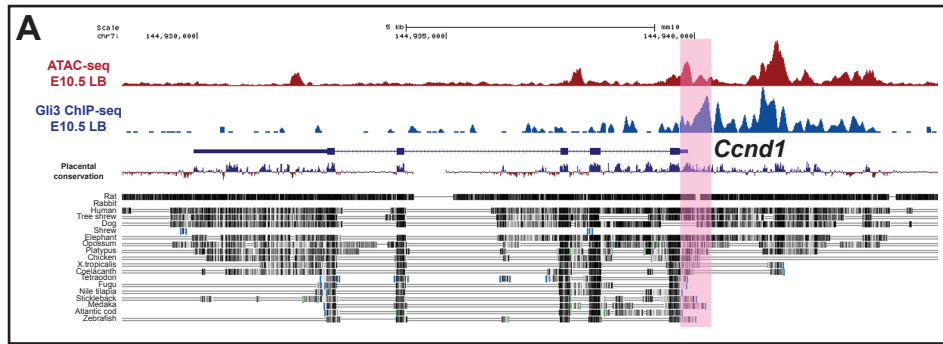 A
Scale
5 kb
mm10
chr7:
144,930,000
144,935,000
144,940,000
ATAC-seq
E10.5 LB
Gli3 ChIP-seq
E10.5 LB
Ccnd1
Placental
conservation
Rat
Rabbit
Human
Tree shrew
Dog
Shrew
Elephant
Opossum
Platypus
Chicken
X.tropicalis
Coelacanth
Tetraodon
Fugu
Nile tilapia
Stickleback
Medaka
Atlantic cod
Zebrafish